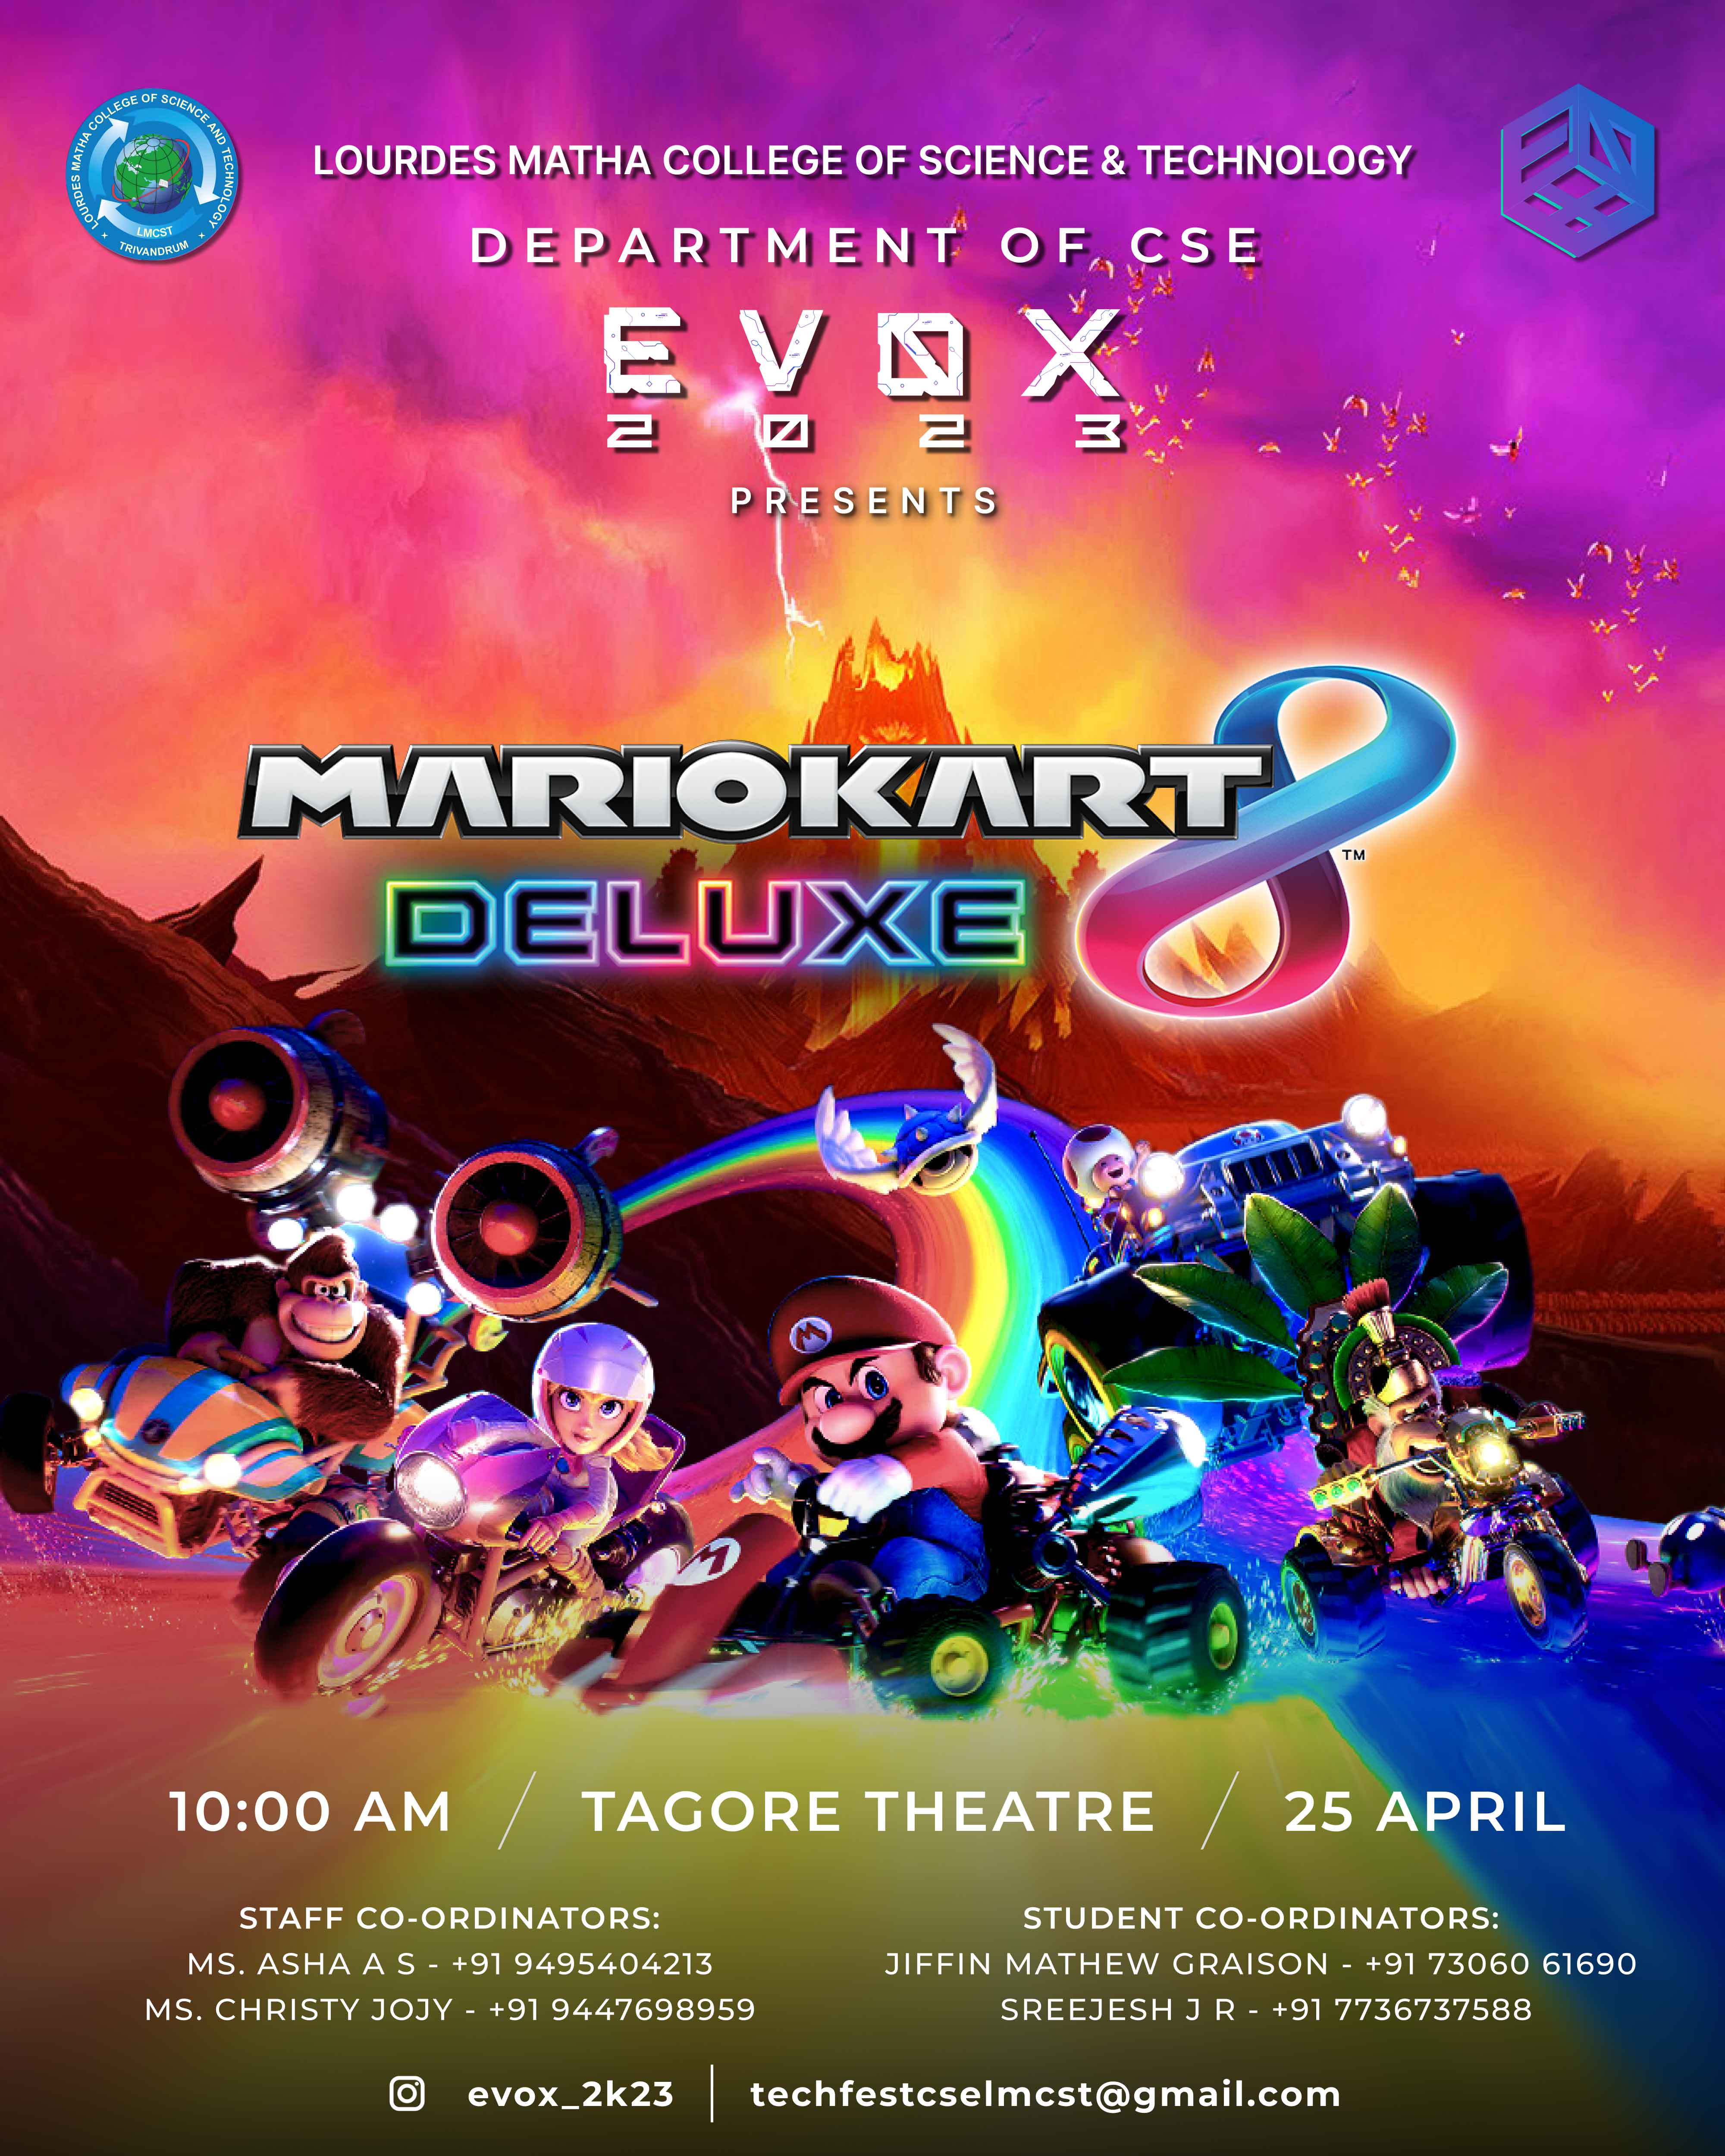 LOURDES MATHA COLLEGE OF SCIENCE AND TECHNOLOGY
LMCST
+ TRIVANDRUM +
LOURDES MATHA COLLEGE OF SCIENCE & TECHNOLOGY
DEPARTMENT OF CSE
EVOX
2023
PRESENTS
MARIOKART 8
TM
DELUXE
M
M
10:00 AM / TAGORE THEATRE / 25 APRIL
STAFF CO-ORDINATORS:
MS. ASHA A S - +91 9495404213
MS. CHRISTY JOJY - +91 9447698959
STUDENT CO-ORDINATORS:
JIFFIN MATHEW GRAISON - +91 73060 61690
SREEJESH J R - +91 7736737588
evox_2k23 | techfestcselmcst@gmail.com